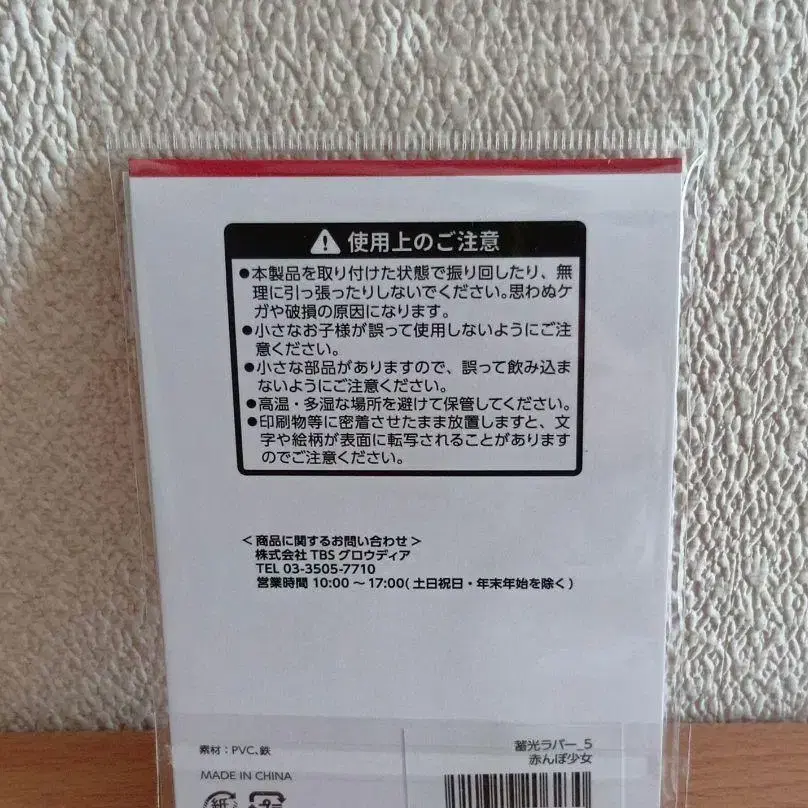 使用上のご注意
●本製品を取り付けた状態で振り回したり、無
理に引っ張ったりしないでください。思わぬケ
ガや破損の原因になります。
●小さなお子様が誤って使用しないようにご注
意ください。
●小さな部品がありますので、誤って飲み込ま
ないようにご注意ください。
●高温・多湿な場所を避けて保管してください。
●印刷物等に密着させたまま放置しますと、文
字や絵柄が表面に転写されることがあります
のでご注意ください。
＜商品に関するお問い合わせ＞
株式会社 TBS グロウディア
TEL 03-3505-7710
営業時間 10:00 ～ 17:00( 土日祝日・年末年始を除く )
素材：PVC、鉄
MADE IN CHINA
紙 プラ
蓄光ラバー_5
赤んぼ少女